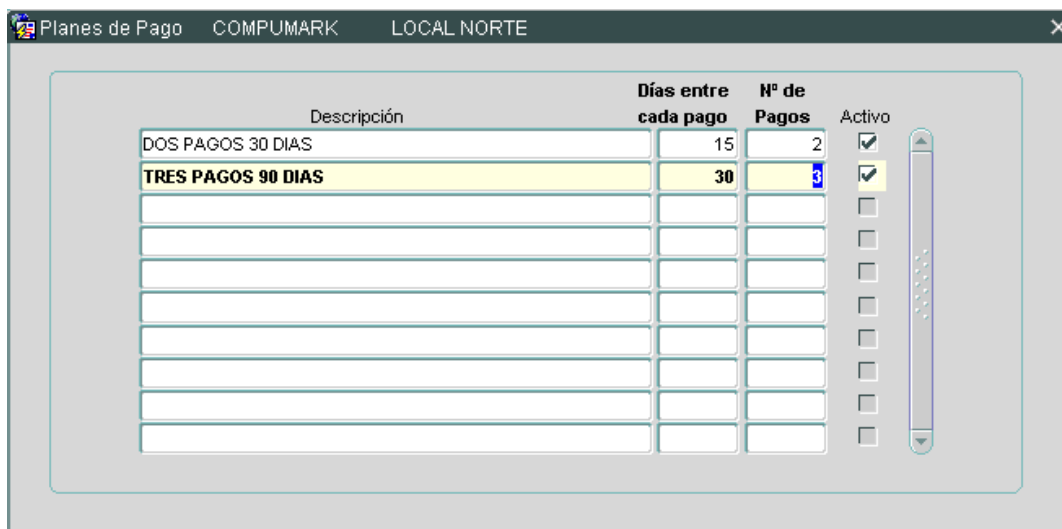 Planes de Pago COMPUMARK LOCAL NORTE
Días entre Nº de
Descripción cada pago Pagos Activo
DOS PAGOS 30 DIAS 15 2
TRES PAGOS 90 DIAS 30 3